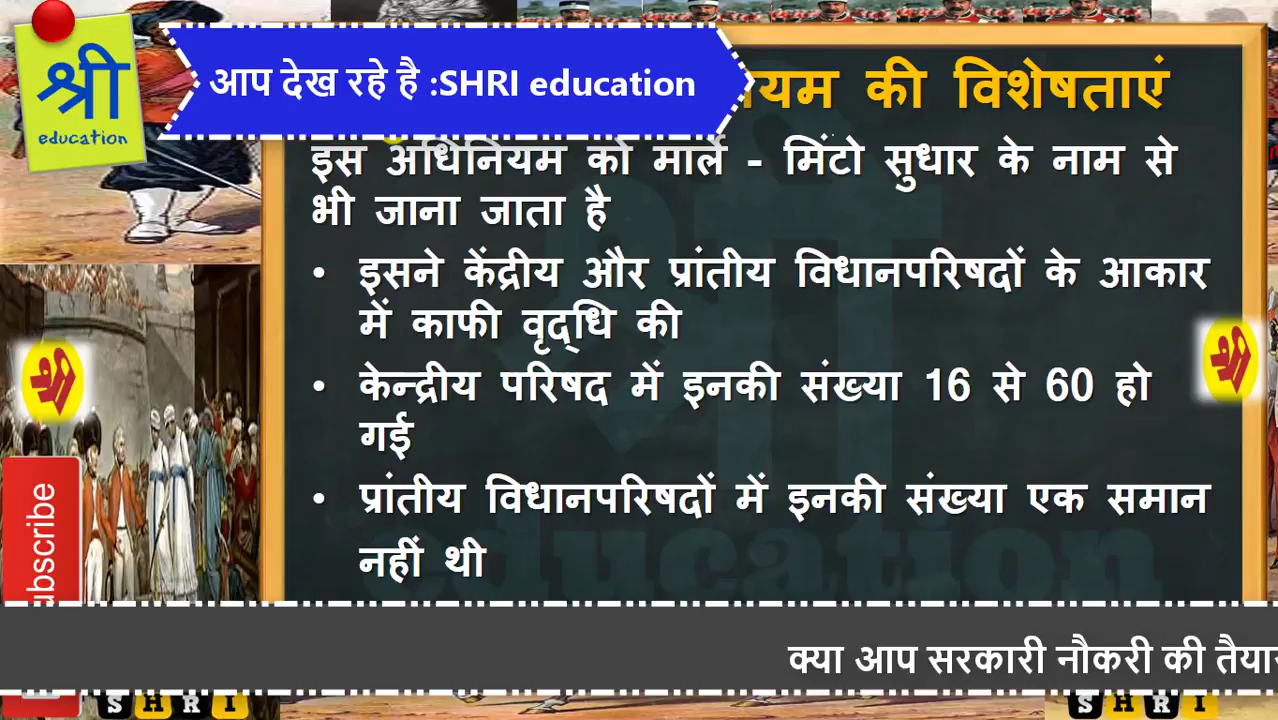 श्री
education
आप देख रहे है :SHRI education
की विशेषताएं
इस अधिनियम को मार्ले - मिंटो सुधार के नाम से
भी जाना जाता है
• इसने केंद्रीय और प्रांतीय विधानपरिषदों के आकार
में काफी वृद्धि की
• केन्द्रीय परिषद में इनकी संख्या 16 से 60 हो
गई
• प्रांतीय विधानपरिषदों में इनकी संख्या एक समान
नहीं थी
श्री
श्री
education
क्या आप सरकारी नौकरी की
SHRI
SHRI